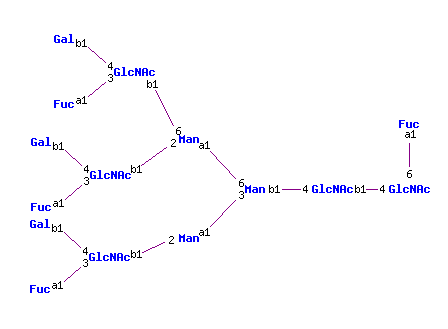 Gal b1
4 GlcNAc
3
b1
Fuc a1
Fuc
a1
6
Gal b1
6
2 Man a1
4 GlcNAc b1
3
6
3 Man b1 4 GlcNAc b1 4 GlcNAc
Fuc a1
Gal b1
2 Man a1
4 GlcNAc b1
3
Fuc a1